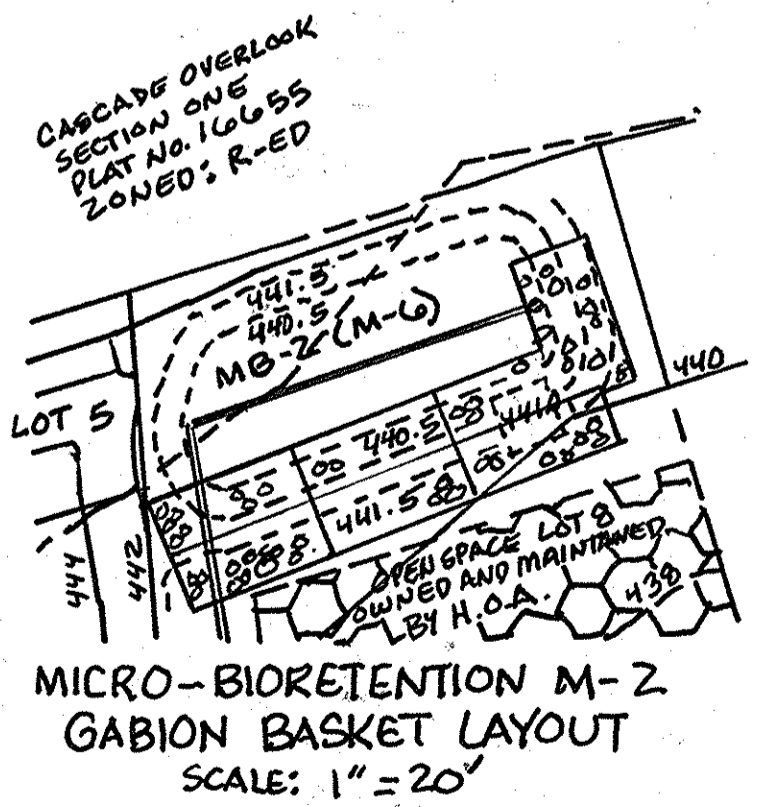 CASCADE OVERLOOK
SECTION ONE
PLAT NO. 16655
ZONED: R-ED
441.5
440.5
MB-2 (M-6)
LOT 5
440
440.5
441.5
441A
444
442
OPEN SPACE LOT 8
OWNED AND MAINTAINED
BY H.O.A.
438
MICRO-BIORETENTION M-2
GABION BASKET LAYOUT
SCALE: 1" = 20'